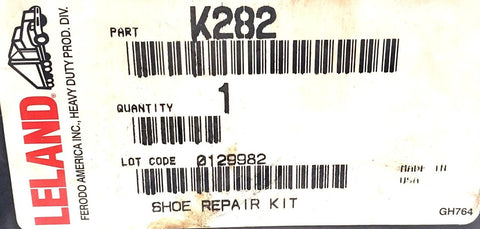 LELAND
FERODO AMERICA INC., HEAVY DUTY PROD. DIV.
PART K282
QUANTITY 1
LOT CODE 0129982
MADE IN
USA
SHOE REPAIR KIT
GH764